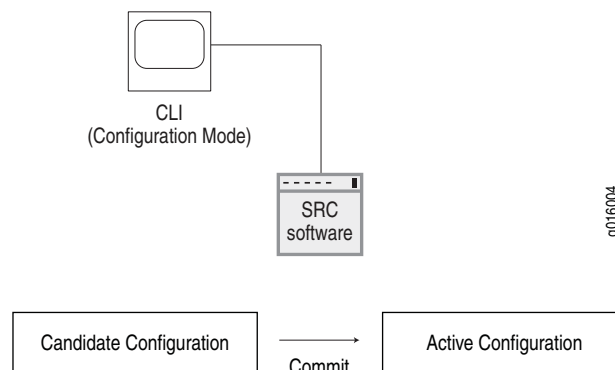 CLI
(Configuration Mode)
SRC
software
g016004
Candidate Configuration
Commit
Active Configuration